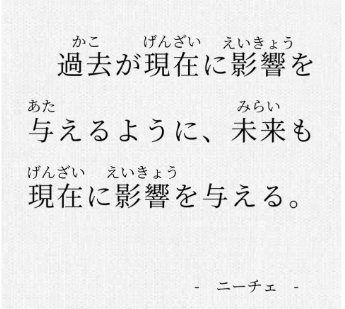 かこ げんざい えいきょう
過去が現在に影響を
あた みらい
与えるように、未来も
げんざい えいきょう
現在に影響を与える。
- ニーチェ -